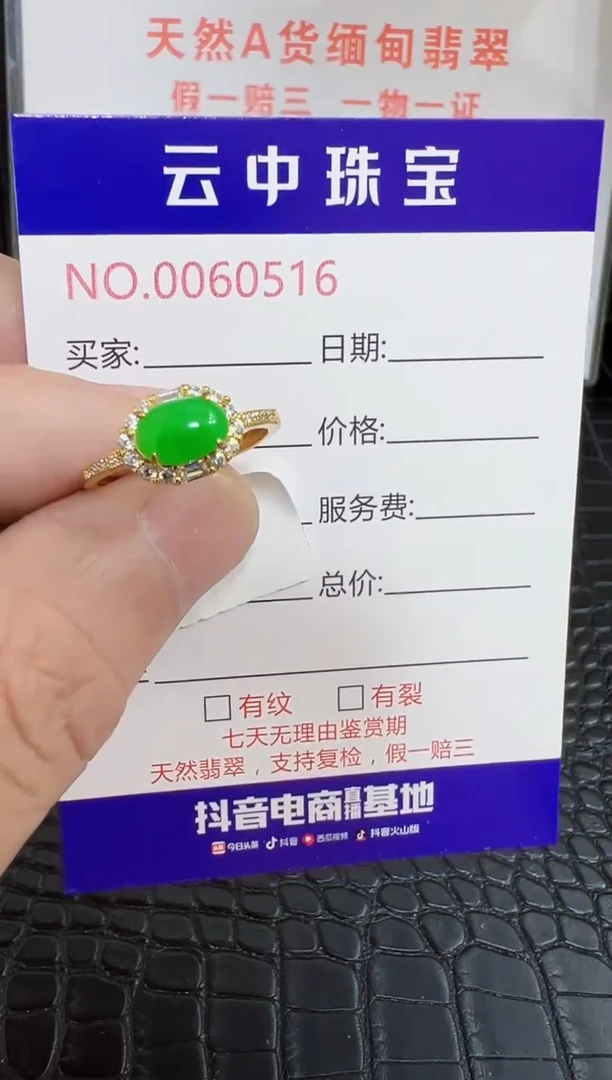 天然A货缅甸翡翠
假一赔三 一物一证
云中珠宝
NO.0060516
买家: 日期:
价格:
服务费:
总价:
有纹 有裂
七天无理由鉴赏期
天然翡翠，支持复检，假一赔三
抖音电商直播基地
头条 今日头条 抖音 西瓜视频 抖音火山版